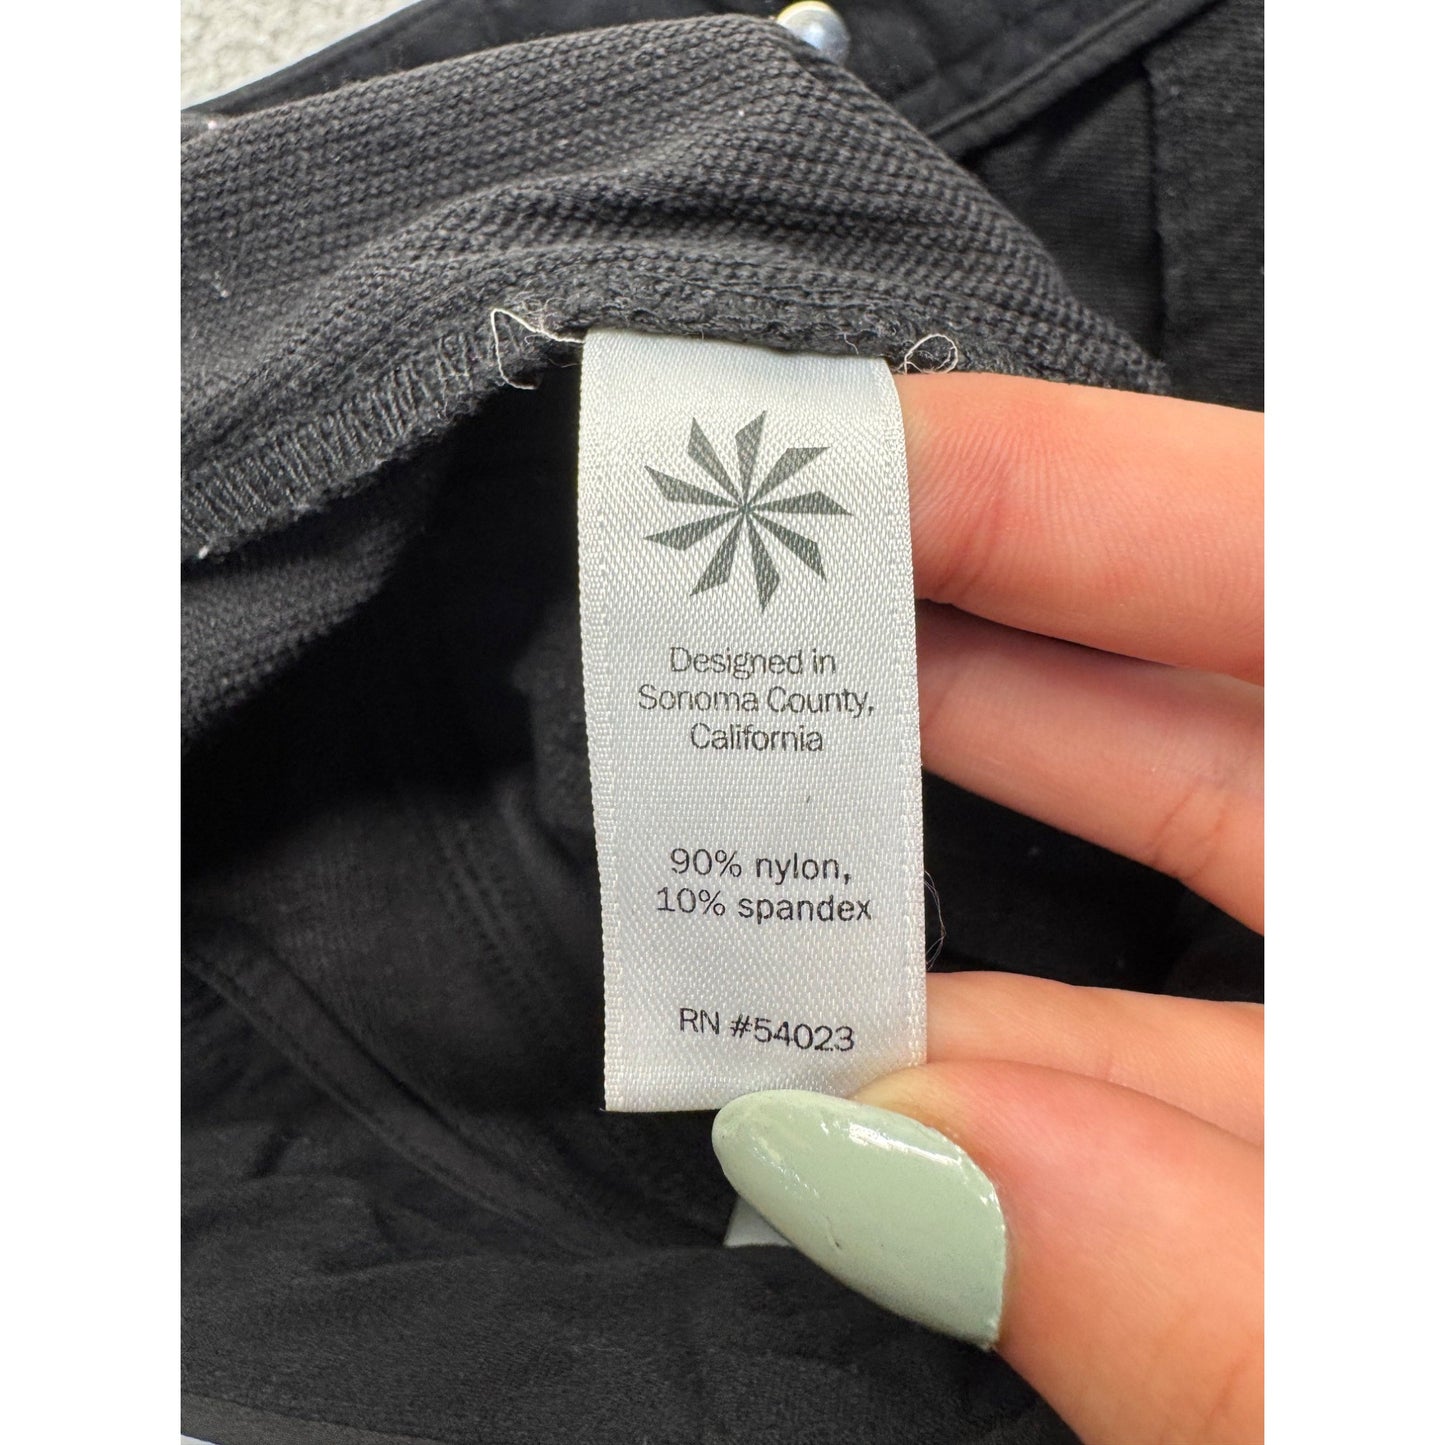 Designed in
Sonoma County,
California
90% nylon,
10% spandex
RN #54023